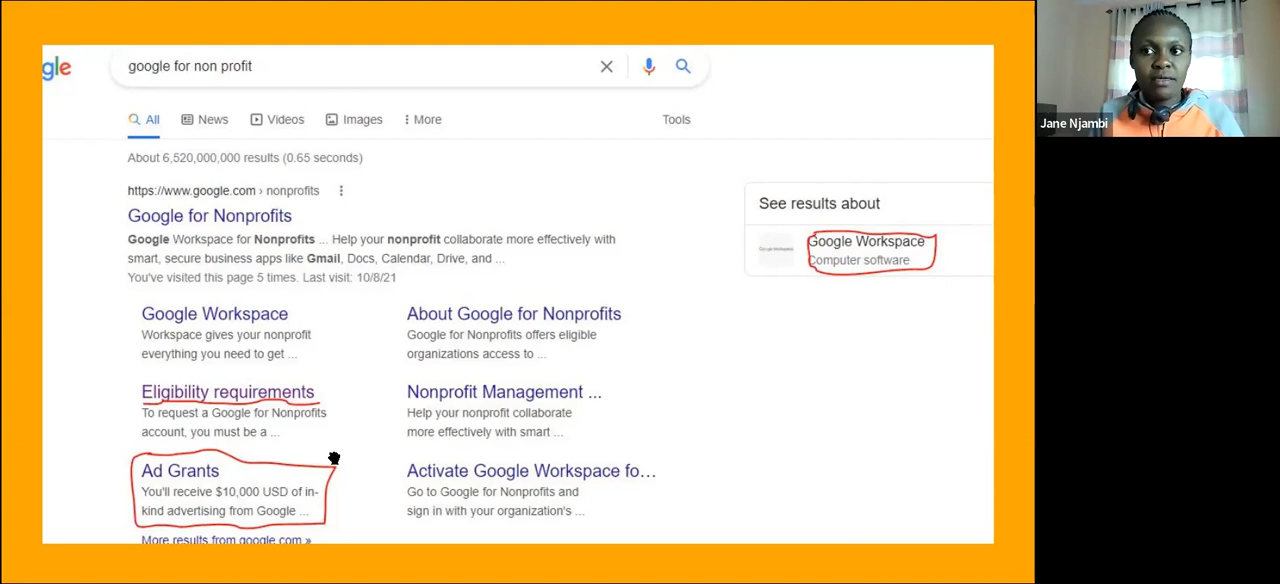 gle
google for non profit
All News Videos Images More Tools
About 6,520,000,000 results (0.65 seconds)
https://www.google.com › nonprofits
Google for Nonprofits
Google Workspace for Nonprofits ... Help your nonprofit collaborate more effectively with
smart, secure business apps like Gmail, Docs, Calendar, Drive, and ...
You've visited this page 5 times. Last visit: 10/8/21
Google Workspace
Workspace gives your nonprofit
everything you need to get ...
About Google for Nonprofits
Google for Nonprofits offers eligible
organizations access to ...
Eligibility requirements
To request a Google for Nonprofits
account, you must be a ...
Nonprofit Management ...
Help your nonprofit collaborate
more effectively with smart ...
Ad Grants
You'll receive $10,000 USD of in-
kind advertising from Google ...
Activate Google Workspace fo...
Go to Google for Nonprofits and
sign in with your organization's ...
More results from google.com »
See results about
Google Workspace
Computer software
Jane Njambi